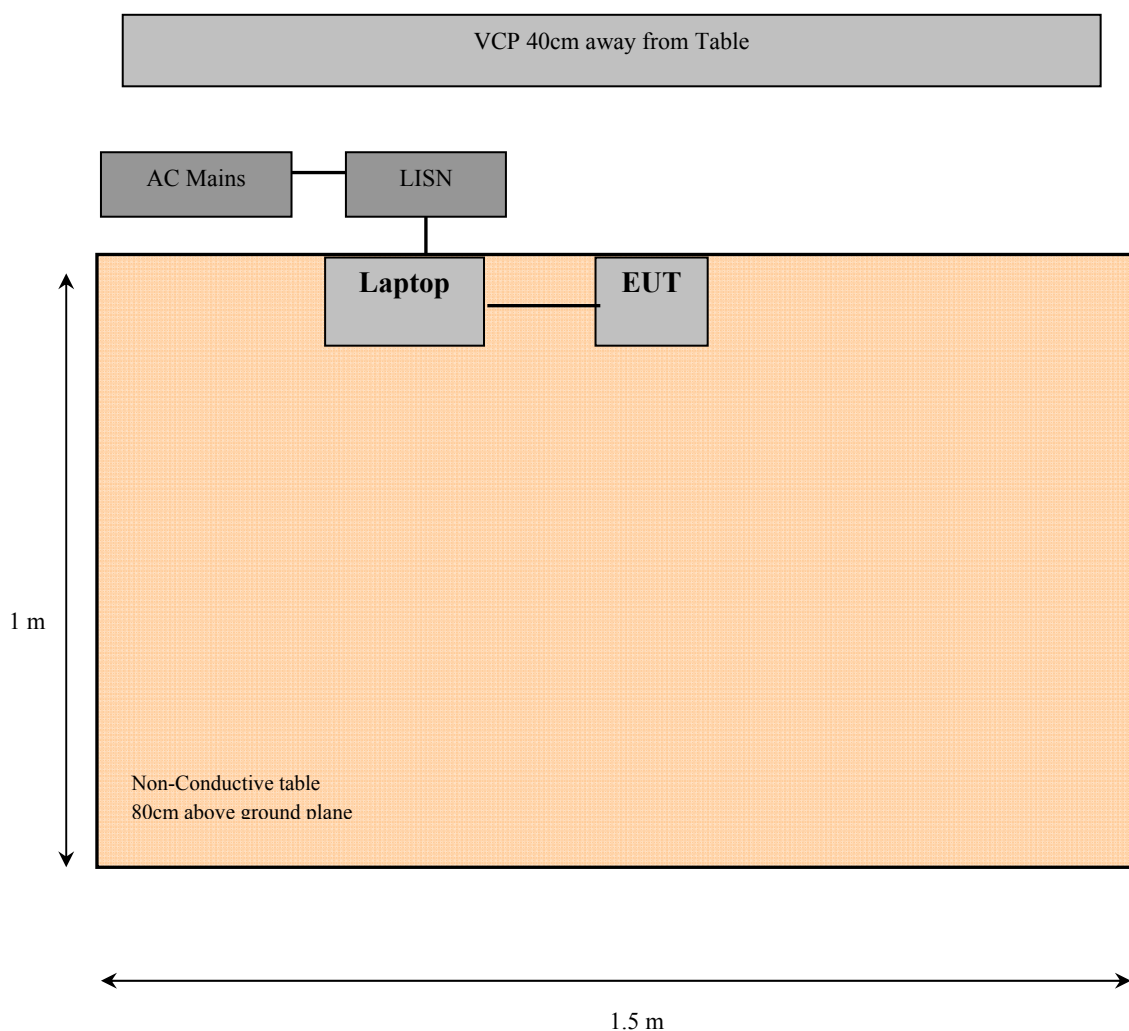 VCP 40cm away from Table
AC Mains
LISN
Laptop
EUT
1 m
Non-Conductive table
80cm above ground plane
1.5 m